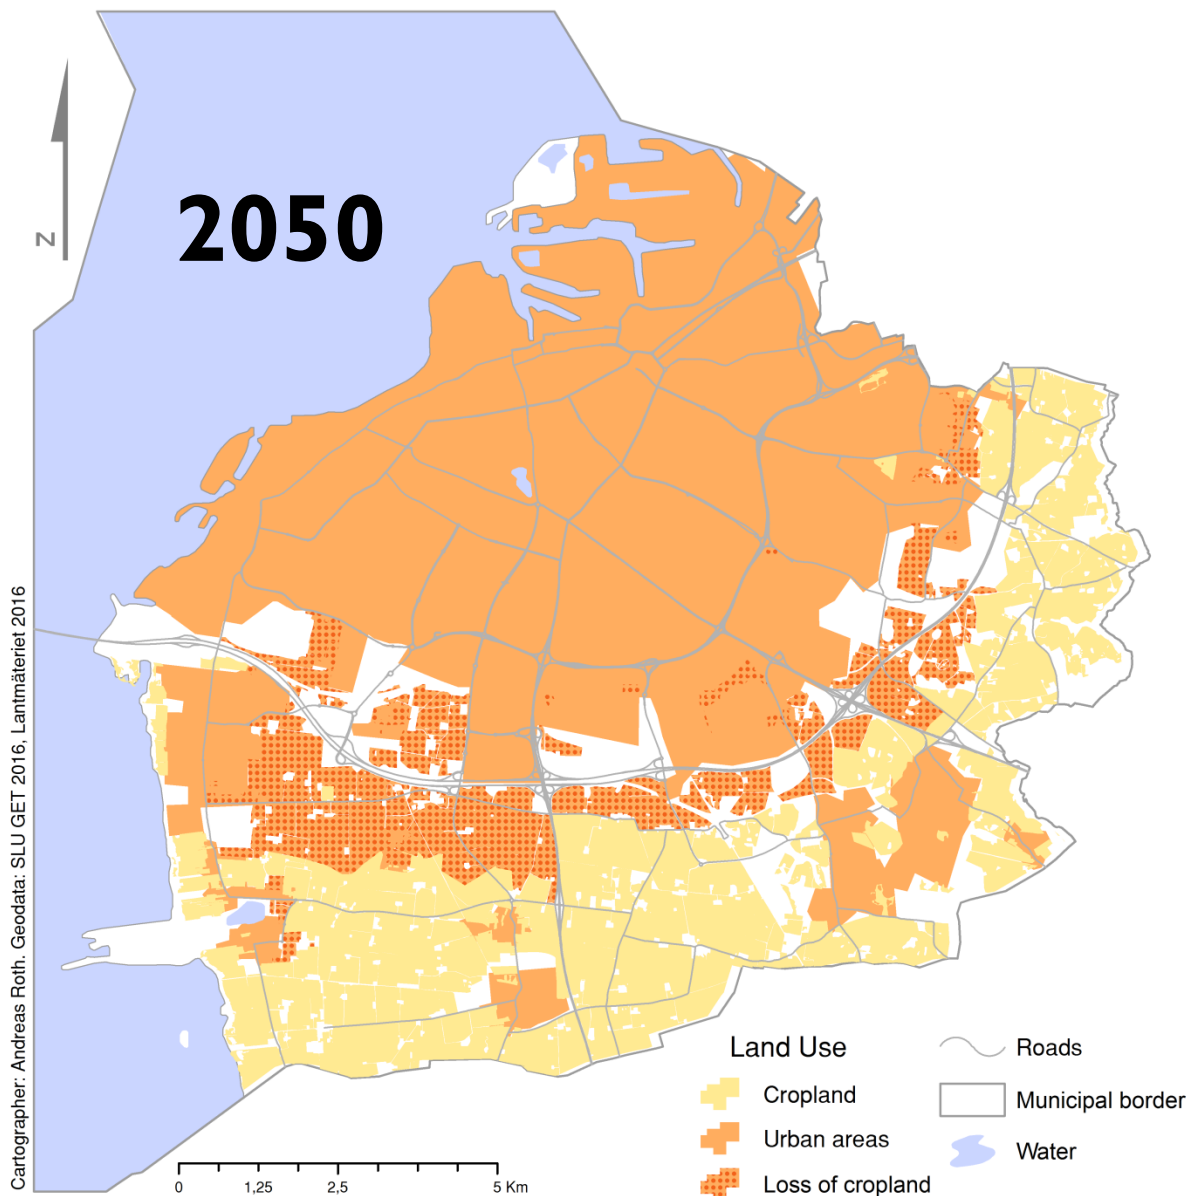 2050
N
Cartographer: Andreas Roth. Geodata: SLU GET 2016, Lantmäteriet 2016
Land Use
Cropland
Urban areas
Loss of cropland
Roads
Municipal border
Water
0 1,25 2,5 5 Km